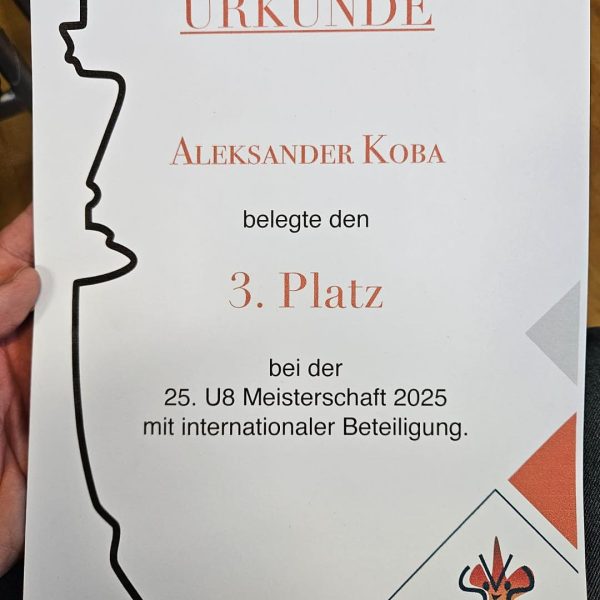 URKUNDE
ALEKSANDER KOBA
belegte den
3. Platz
bei der
25. U8 Meisterschaft 2025
mit internationaler Beteiligung.